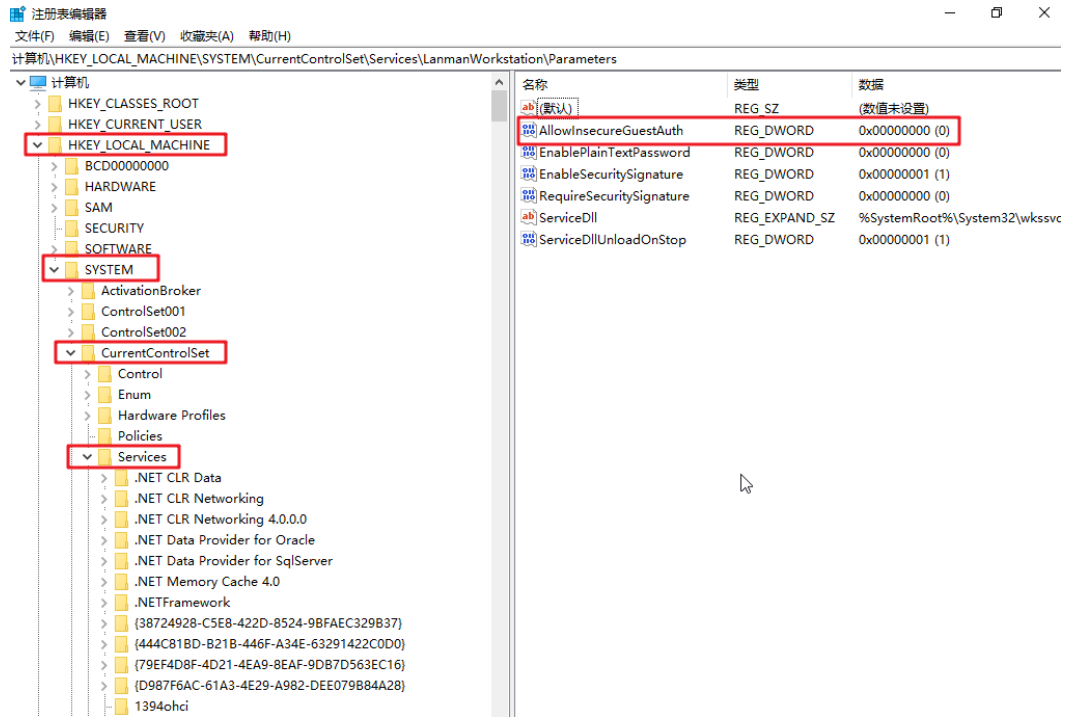 注册表编辑器
文件(F) 编辑(E) 查看(V) 收藏夹(A) 帮助(H)
计算机\HKEY_LOCAL_MACHINE\SYSTEM\CurrentControlSet\Services\LanmanWorkstation\Parameters
计算机
HKEY_CLASSES_ROOT
HKEY_CURRENT_USER
HKEY_LOCAL_MACHINE
BCD00000000
HARDWARE
SAM
SECURITY
SOFTWARE
SYSTEM
ActivationBroker
ControlSet001
ControlSet002
CurrentControlSet
Control
Enum
Hardware Profiles
Policies
Services
.NET CLR Data
.NET CLR Networking
.NET CLR Networking 4.0.0.0
.NET Data Provider for Oracle
.NET Data Provider for SqlServer
.NET Memory Cache 4.0
.NETFramework
{38724928-C5E8-422D-8524-9BFAEC329B37}
{444C81BD-B21B-446F-A34E-63291422C0D0}
{79EF4D8F-4D21-4EA9-8EAF-9DB7D563EC16}
{D987F6AC-61A3-4E29-A982-DEE079B84A28}
1394ohci
名称 类型 数据
(默认) REG_SZ (数值未设置)
AllowInsecureGuestAuth REG_DWORD 0x00000000 (0)
EnablePlainTextPassword REG_DWORD 0x00000000 (0)
EnableSecuritySignature REG_DWORD 0x00000001 (1)
RequireSecuritySignature REG_DWORD 0x00000000 (0)
ServiceDll REG_EXPAND_SZ %SystemRoot%\System32\wkssvc
ServiceDllUnloadOnStop REG_DWORD 0x00000001 (1)